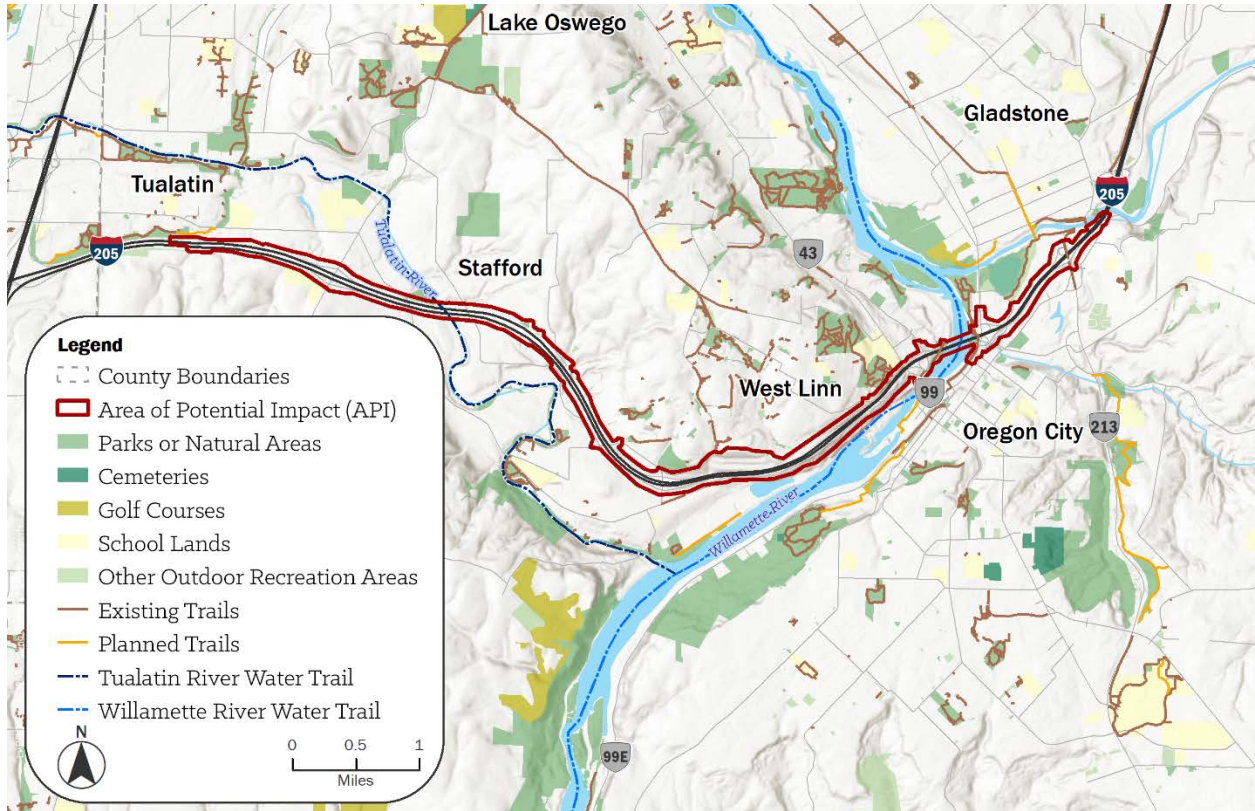 Lake Oswego
Gladstone
205
Tualatin
205
Tualatin River
Stafford
43
West Linn
99
Oregon City
213
Willamette River
99E
Legend
County Boundaries
Area of Potential Impact (API)
Parks or Natural Areas
Cemeteries
Golf Courses
School Lands
Other Outdoor Recreation Areas
Existing Trails
Planned Trails
Tualatin River Water Trail
Willamette River Water Trail
N
0 0.5 1
Miles